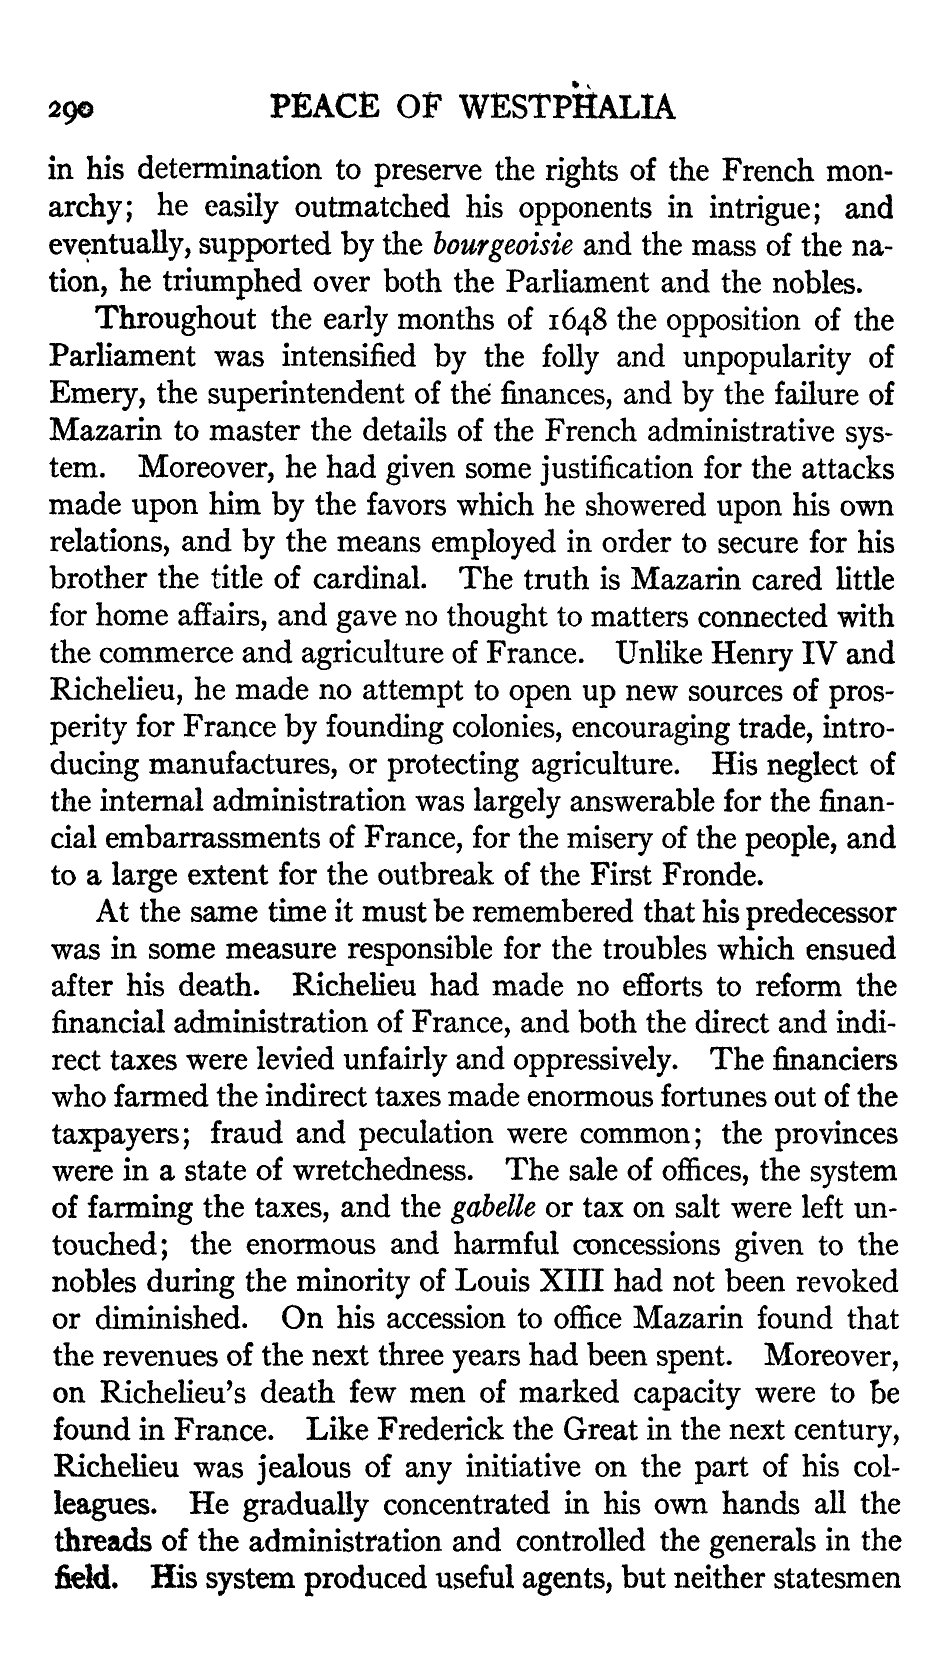 290 PEACE OF WESTPHALIA
in his determination to preserve the rights of the French mon-
archy; he easily outmatched his opponents in intrigue; and
eventually, supported by the bourgeoisie and the mass of the na-
tion, he triumphed over both the Parliament and the nobles.
Throughout the early months of 1648 the opposition of the
Parliament was intensified by the folly and unpopularity of
Emery, the superintendent of the finances, and by the failure of
Mazarin to master the details of the French administrative sys-
tem. Moreover, he had given some justification for the attacks
made upon him by the favors which he showered upon his own
relations, and by the means employed in order to secure for his
brother the title of cardinal. The truth is Mazarin cared little
for home affairs, and gave no thought to matters connected with
the commerce and agriculture of France. Unlike Henry IV and
Richelieu, he made no attempt to open up new sources of pros-
perity for France by founding colonies, encouraging trade, intro-
ducing manufactures, or protecting agriculture. His neglect of
the internal administration was largely answerable for the finan-
cial embarrassments of France, for the misery of the people, and
to a large extent for the outbreak of the First Fronde.
At the same time it must be remembered that his predecessor
was in some measure responsible for the troubles which ensued
after his death. Richelieu had made no efforts to reform the
financial administration of France, and both the direct and indi-
rect taxes were levied unfairly and oppressively. The financiers
who farmed the indirect taxes made enormous fortunes out of the
taxpayers; fraud and peculation were common; the provinces
were in a state of wretchedness. The sale of offices, the system
of farming the taxes, and the gabelle or tax on salt were left un-
touched; the enormous and harmful concessions given to the
nobles during the minority of Louis XIII had not been revoked
or diminished. On his accession to office Mazarin found that
the revenues of the next three years had been spent. Moreover,
on Richelieu's death few men of marked capacity were to be
found in France. Like Frederick the Great in the next century,
Richelieu was jealous of any initiative on the part of his col-
leagues. He gradually concentrated in his own hands all the
threads of the administration and controlled the generals in the
field. His system produced useful agents, but neither statesmen